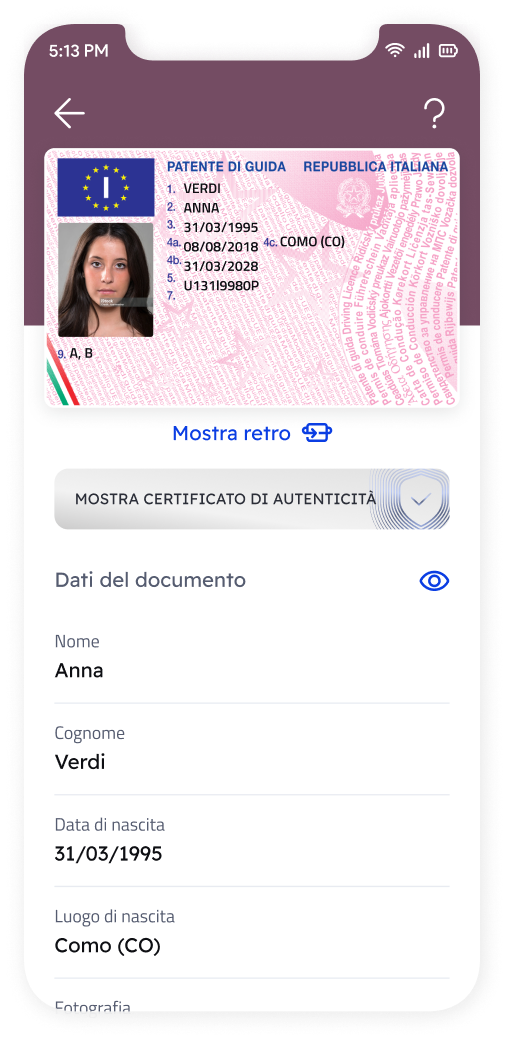 5:13 PM
PATENTE DI GUIDA REPUBBLICA ITALIANA
1. VERDI
2. ANNA
3. 31/03/1995
4a. 08/08/2018 4c. COMO (CO)
4b. 31/03/2028
5. U131I9980P
7.
I
9. A, B
Mostra retro
MOSTRA CERTIFICATO DI AUTENTICITÀ
Dati del documento
Nome
Anna
Cognome
Verdi
Data di nascita
31/03/1995
Luogo di nascita
Como (CO)
Fotografia